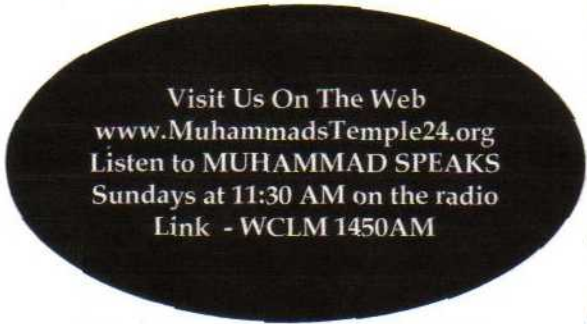 Visit Us On The Web
www.MuhammadsTemple24.org
Listen to MUHAMMAD SPEAKS
Sundays at 11:30 AM on the radio
Link - WCLM 1450AM